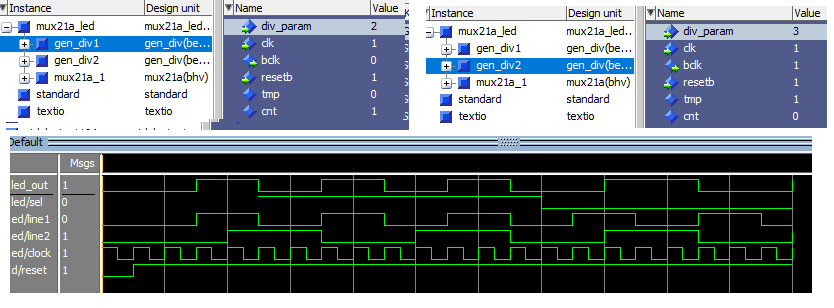 Instance Design unit Name Value
mux21a_led mux21a_led... div_param 2
gen_div1 gen_div(be... clk 1
gen_div2 gen_div(be... bclk 0
mux21a_1 mux21a(bhv) resetb 1
standard standard tmp 0
textio textio cnt 1
Instance Design unit Name Value
mux21a_led mux21a_led... div_param 3
gen_div1 gen_div(be... clk 1
gen_div2 gen_div(be... bclk 1
mux21a_1 mux21a(bhv) resetb 1
standard standard tmp 1
textio textio cnt 0
Default
Msgs
led_out 1
led/sel 0
ed/line1 0
ed/line2 1
ed/clock 1
d/reset 1